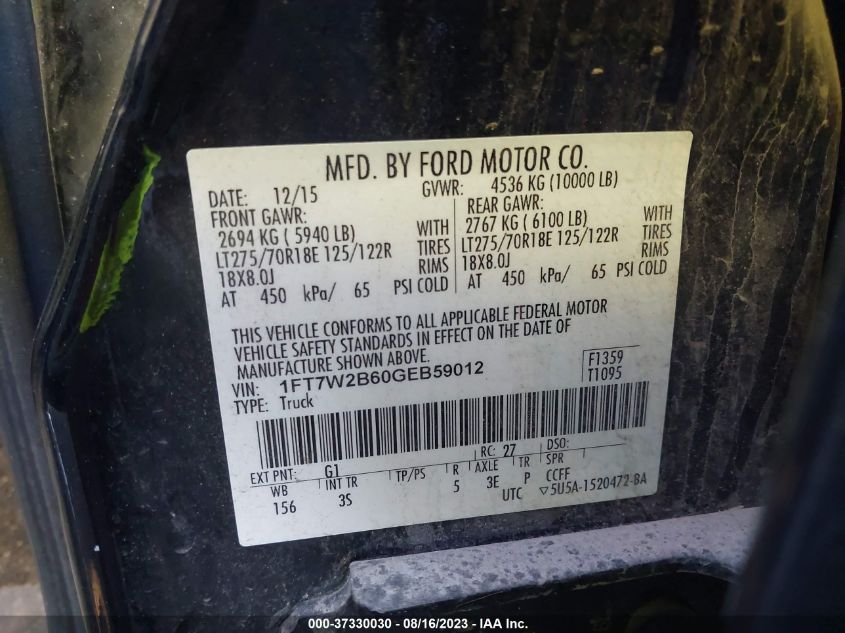 MFD. BY FORD MOTOR CO.
DATE: 12/15 GVWR: 4536 KG (10000 LB)
FRONT GAWR: REAR GAWR:
2694 KG ( 5940 LB) WITH 2767 KG ( 6100 LB) WITH
LT275/70R18E 125/122R TIRES LT275/70R18E 125/122R TIRES
18X8.0J RIMS 18X8.0J RIMS
AT 450 kPa/ 65 PSI COLD AT 450 kPa/ 65 PSI COLD
THIS VEHICLE CONFORMS TO ALL APPLICABLE FEDERAL MOTOR
VEHICLE SAFETY STANDARDS IN EFFECT ON THE DATE OF
MANUFACTURE SHOWN ABOVE.
VIN: 1FT7W2B60GEB59012 F1359
TYPE: Truck T1095
EXT PNT: G1 RC: 27 DSO:
WB INT TR TP/PS R AXLE TR SPR
156 3S 5 3E P CCFF
UTC ▽5U5A-1520472-BA
000-37330030 - 08/16/2023 - IAA Inc.